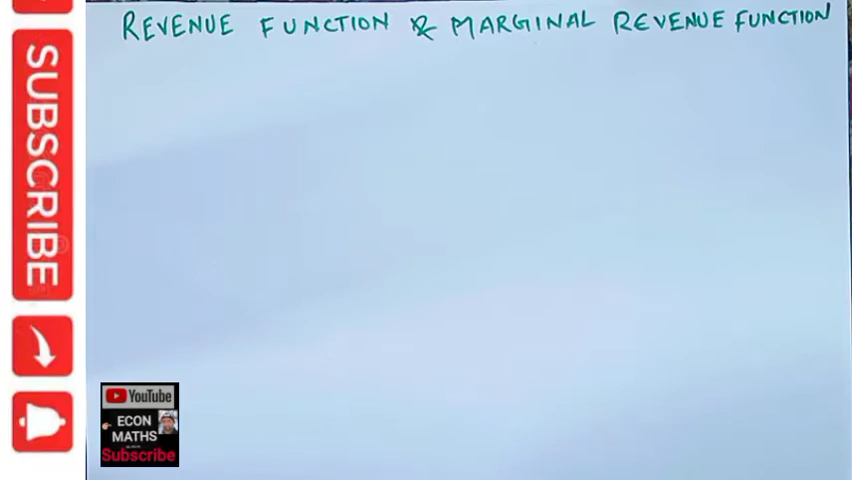 REVENUE FUNCTION & MARGINAL REVENUE FUNCTION
SUBSCRIBE
YouTube
ECON
MATHS
Subscribe